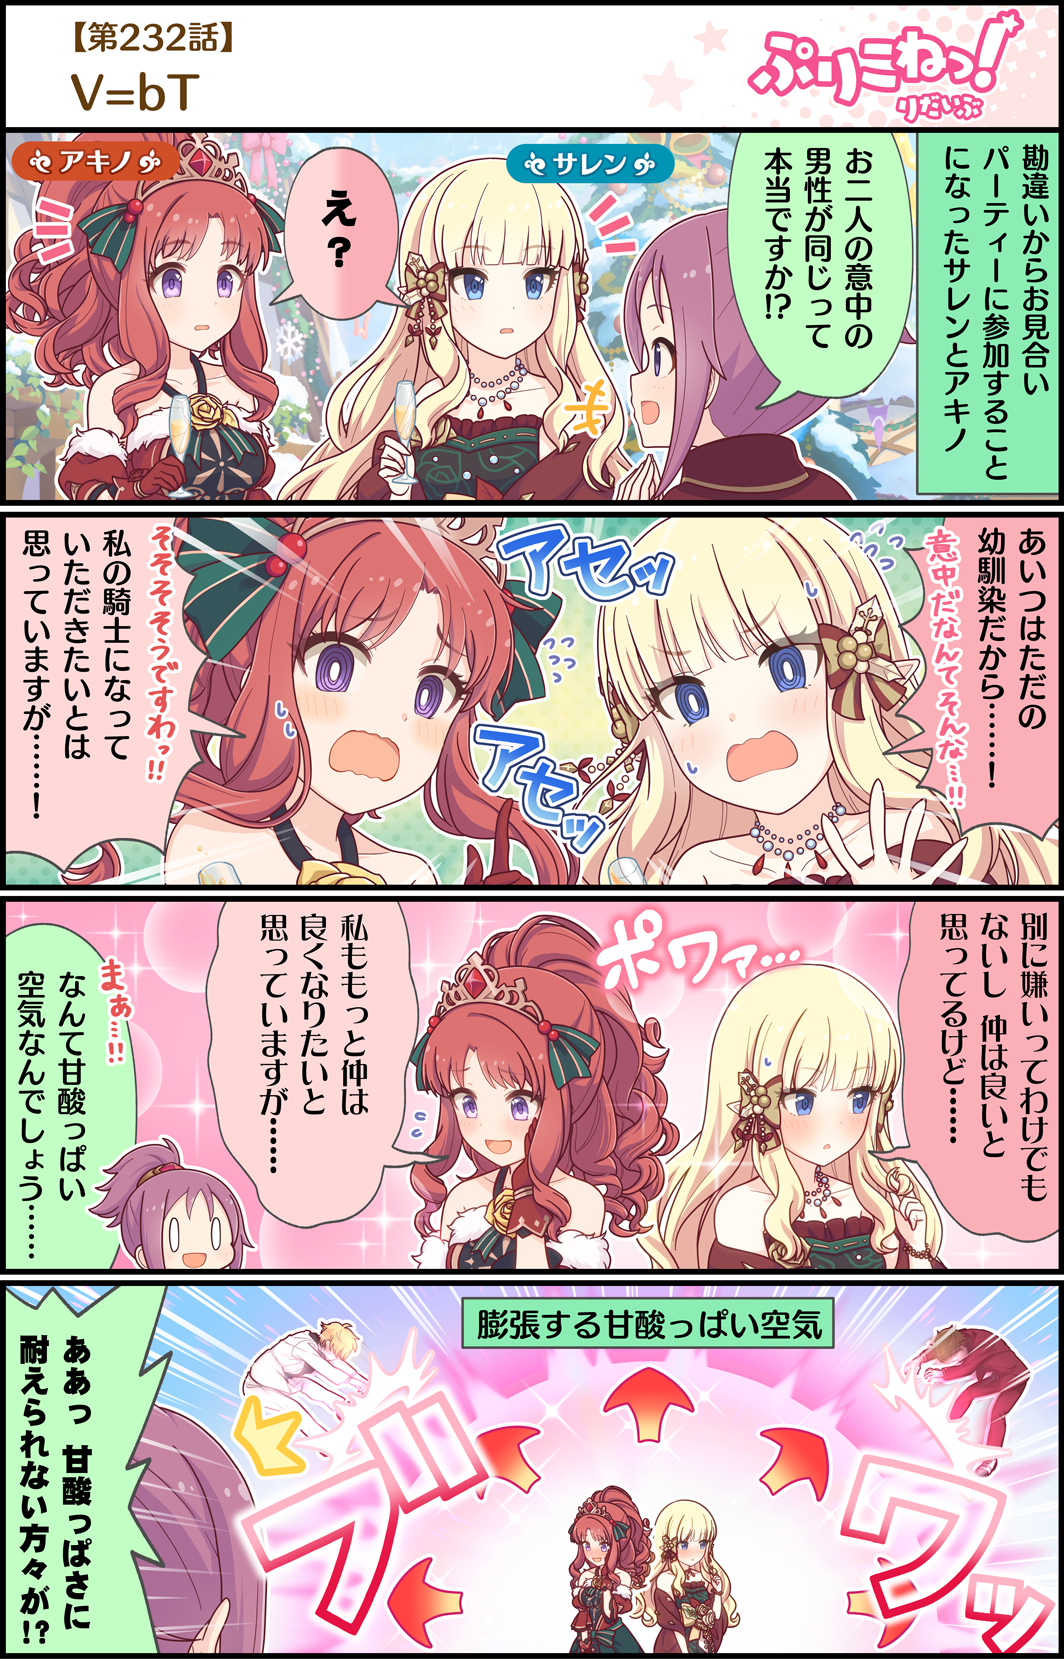 【第232話】
V=bT
ぷりこねっ!
りだいぶ
勘違いからお見合い
パーティーに参加すること
になったサレンとアキノ
お二人の意中の
男性が同じって
本当ですか!?
サレン
え?
アキノ
あいつはただの
幼馴染だから………!
意中だなんてそんな…!!
アセッ
アセッ
そそそそうですわっ!!
私の騎士になって
いただきたいとは
思っていますが………!
別に嫌いってわけでも
ないし 仲は良いと
思ってるけど……
ポワァ…
私ももっと仲は
良くなりたいと
思っていますが……
まぁ…!!
なんて甘酸っぱい
空気なんでしょう……
膨張する甘酸っぱい空気
ブワッ
ああっ 甘酸っぱさに
耐えられない方々が!?